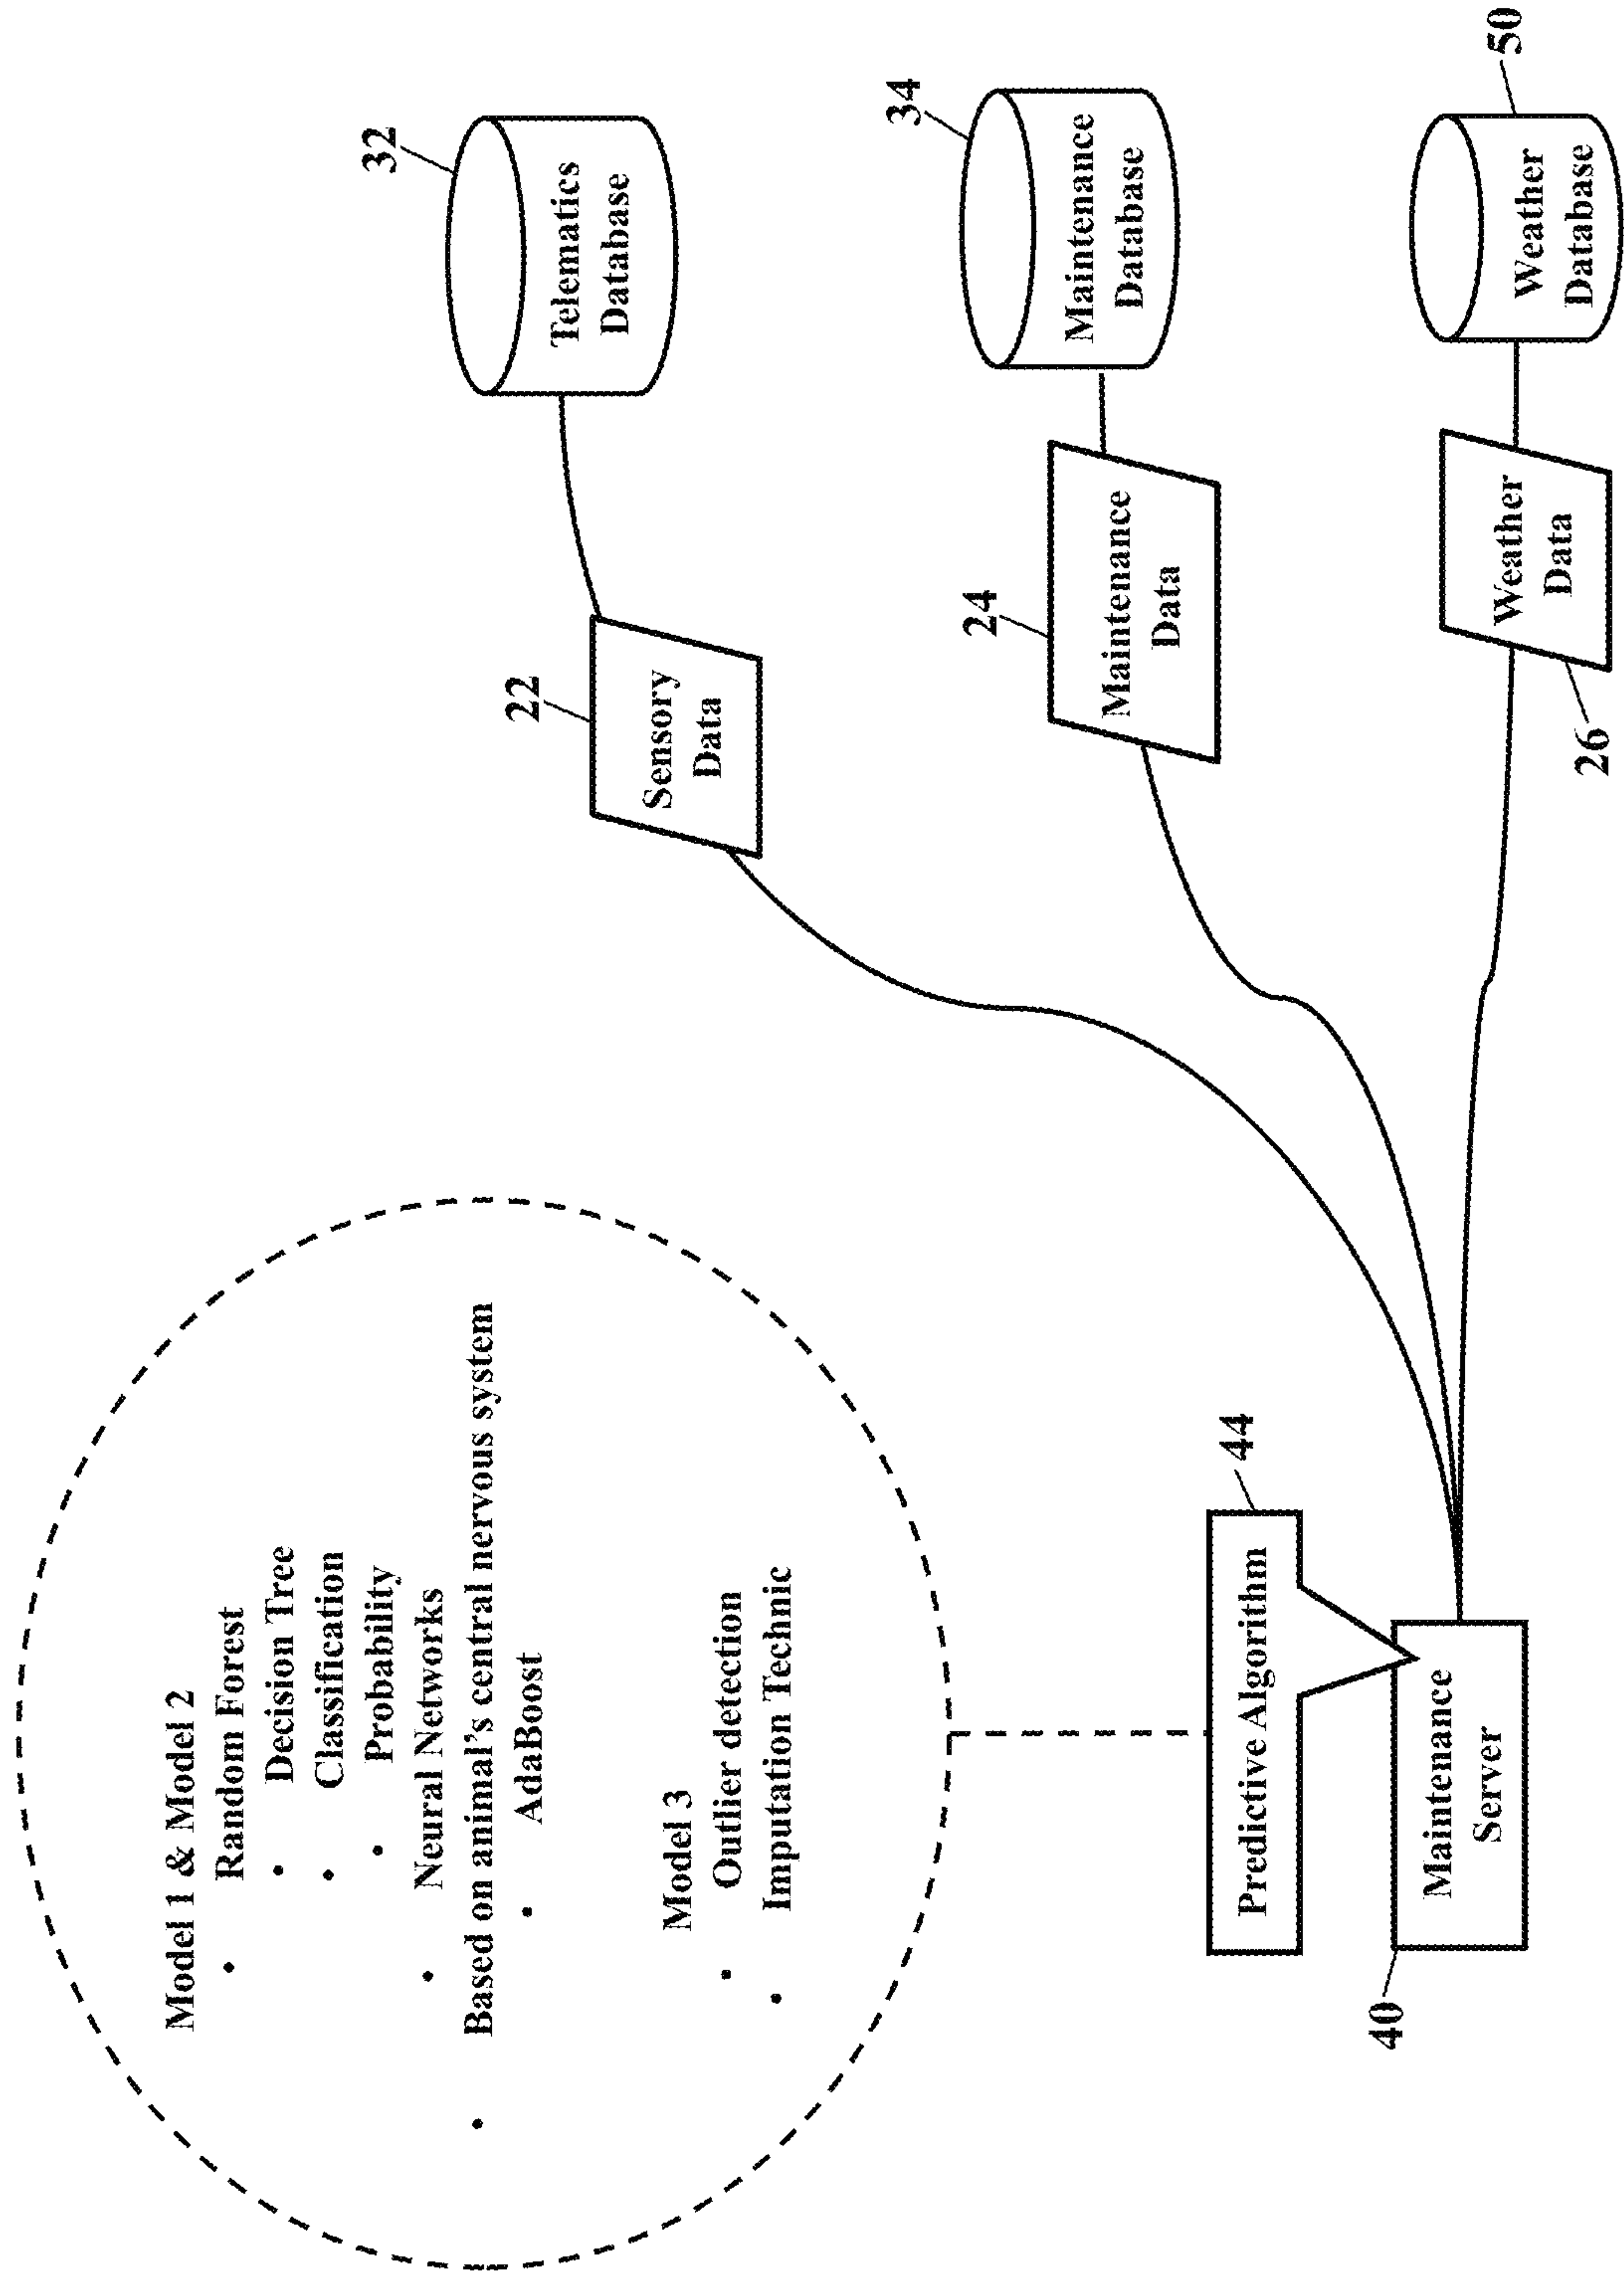 Model 1 & Model 2
• Random Forest
• Decision Tree
• Classification
• Probability
• Neural Networks
• Based on animal's central nervous system
• AdaBoost
Model 3
• Outlier detection
• Imputation Technic
Predictive Algorithm
44
40
Maintenance
Server
22
Sensory
Data
32
Telematics
Database
24
Maintenance
Data
34
Maintenance
Database
26
Weather
Data
50
Weather
Database